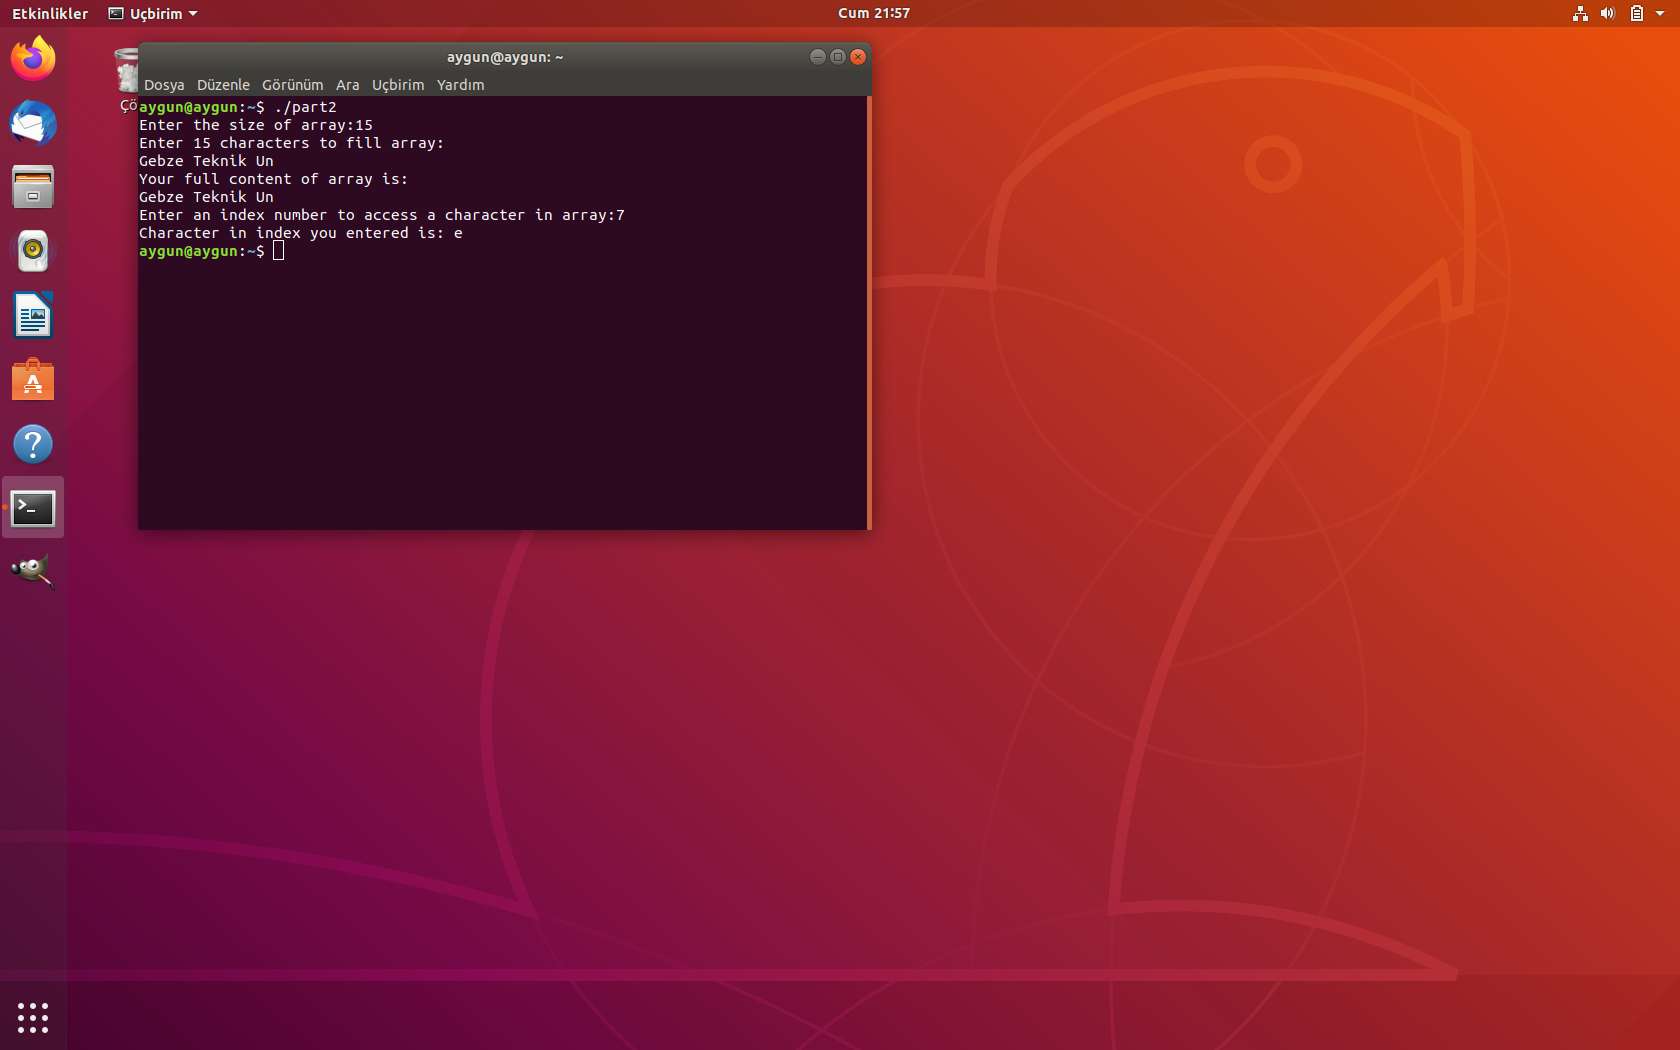 Etkinlikler Uçbirim Cum 21:57
aygun@aygun: ~
Dosya Düzenle Görünüm Ara Uçbirim Yardım
Çö
aygun@aygun:~$ ./part2
Enter the size of array:15
Enter 15 characters to fill array:
Gebze Teknik Un
Your full content of array is:
Gebze Teknik Un
Enter an index number to access a character in array:7
Character in index you entered is: e
aygun@aygun:~$